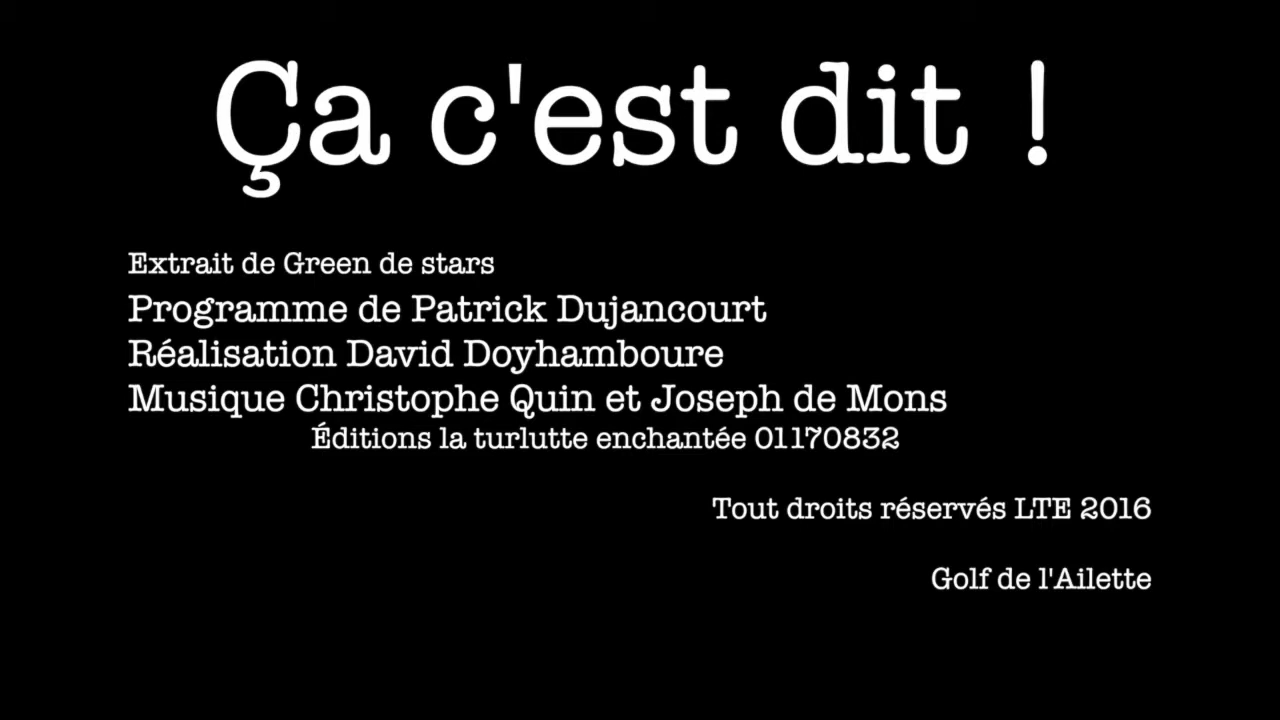 Ça c'est dit !
Extrait de Green de stars
Programme de Patrick Dujancourt
Réalisation David Doyhamboure
Musique Christophe Quin et Joseph de Mons
Éditions la turlutte enchantée 01170832
Tout droits réservés LTE 2016
Golf de l'Ailette